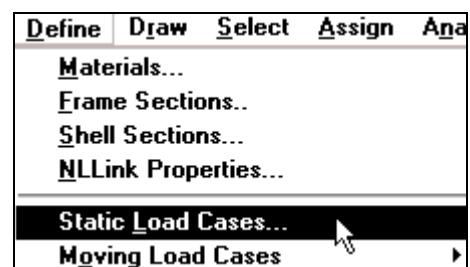 Define Draw Select Assign Ana
Materials...
Frame Sections..
Shell Sections...
NLLink Properties...
Static Load Cases...
Moving Load Cases